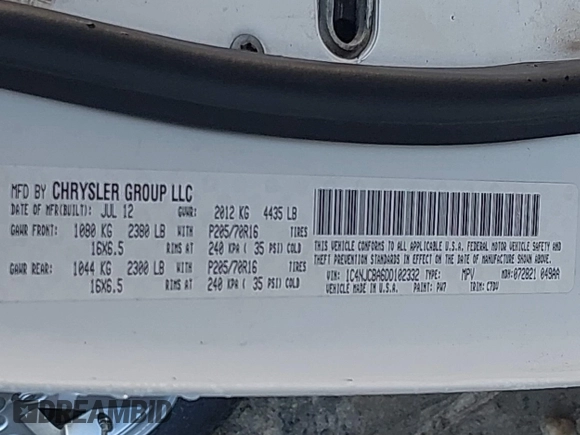 MFD BY CHRYSLER GROUP LLC
DATE OF MFR(BUILT): JUL 12 GVWR: 2012 KG 4435 LB
GAWR FRONT: 1080 KG 2380 LB WITH P205/70R16 TIRES
16X6.5 RIMS AT 240 KPA ( 35 PSI) COLD
GAWR REAR: 1044 KG 2300 LB WITH P205/70R16 TIRES
16X6.5 RIMS AT 240 KPA ( 35 PSI) COLD
THIS VEHICLE CONFORMS TO ALL APPLICABLE U.S.A. FEDERAL MOTOR VEHICLE SAFETY AND
THEFT PREVENTION STANDARDS IN EFFECT ON THE DATE OF MANUFACTURE SHOWN ABOVE.
VIN: 1C4NJCBA6DD102332 TYPE: MPV MDH: 072821 049AA
VEHICLE MADE IN U.S.A. PAINT: PW7 TRIM: C7DV
DREAMBID